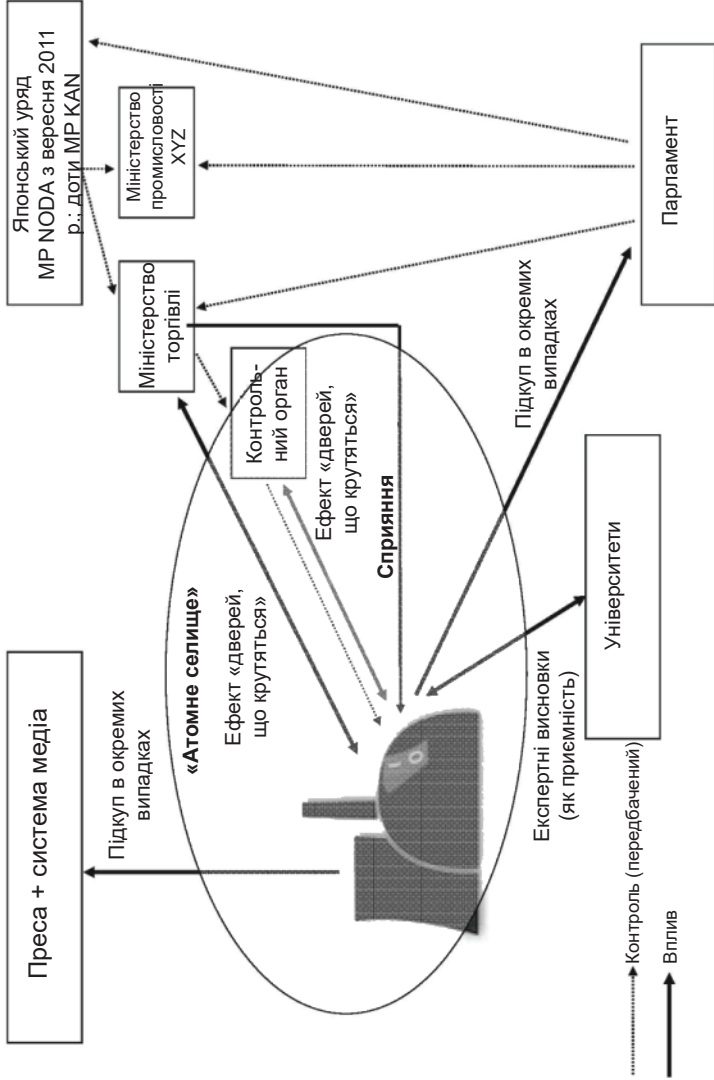 Преса + система медіа
Японський уряд
MP NODA з вересня 2011
р.; доти MP KAN
Міністерство
торгівлі
Міністерство
промисловості
XYZ
Підкуп в окремих
випадках
«Атомне селище»
Ефект «дверей,
що крутяться»
Контроль-
ний орган
Ефект «дверей,
що крутяться»
Сприяння
Підкуп в окремих
випадках
I
O
Експертні висновки
(як приємність)
Університети
Парламент
Контроль (передбачений)
Вплив